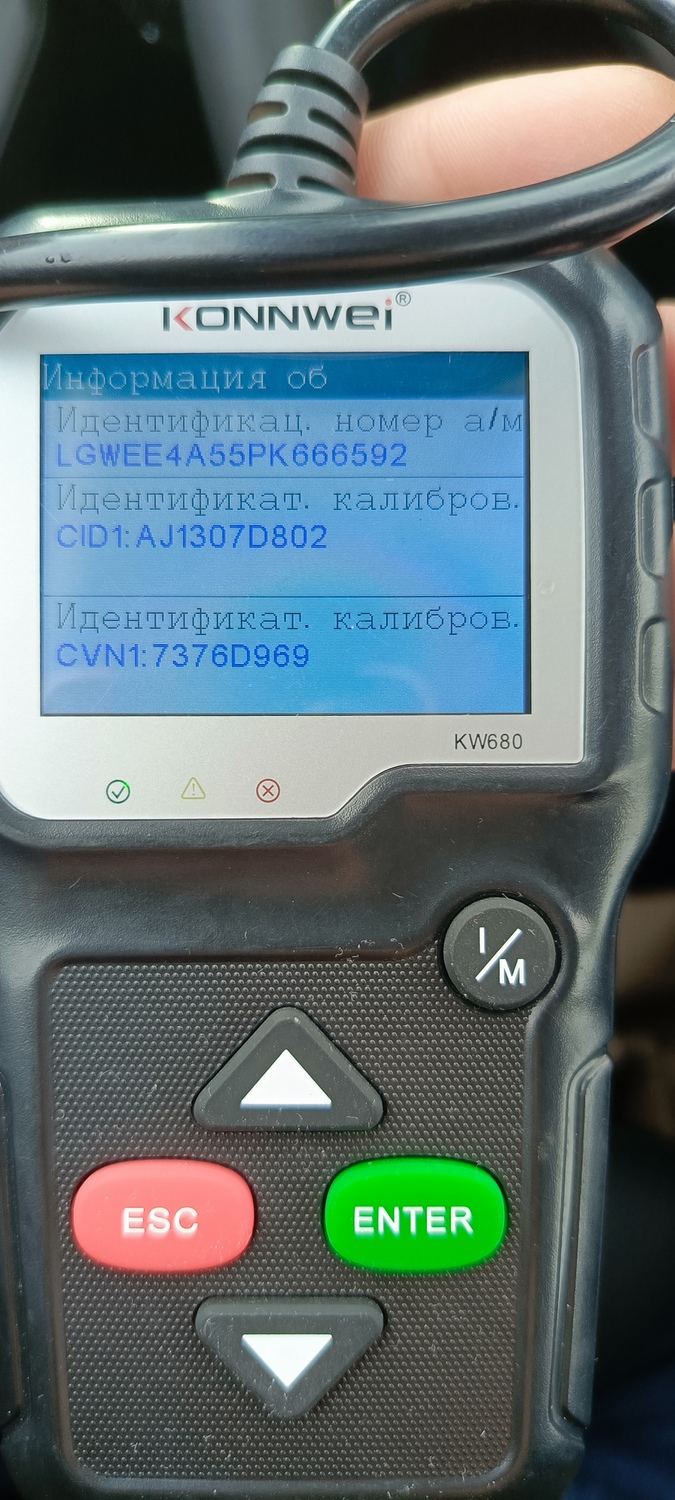 KONNWEI®
Информация об
Идентификац. номер а/м
LGWEE4A55PK666592
Идентификат. калибров.
CID1:AJ1307D802
Идентификат. калибров.
CVN1:7376D969
KW680
I/M
ESC
ENTER